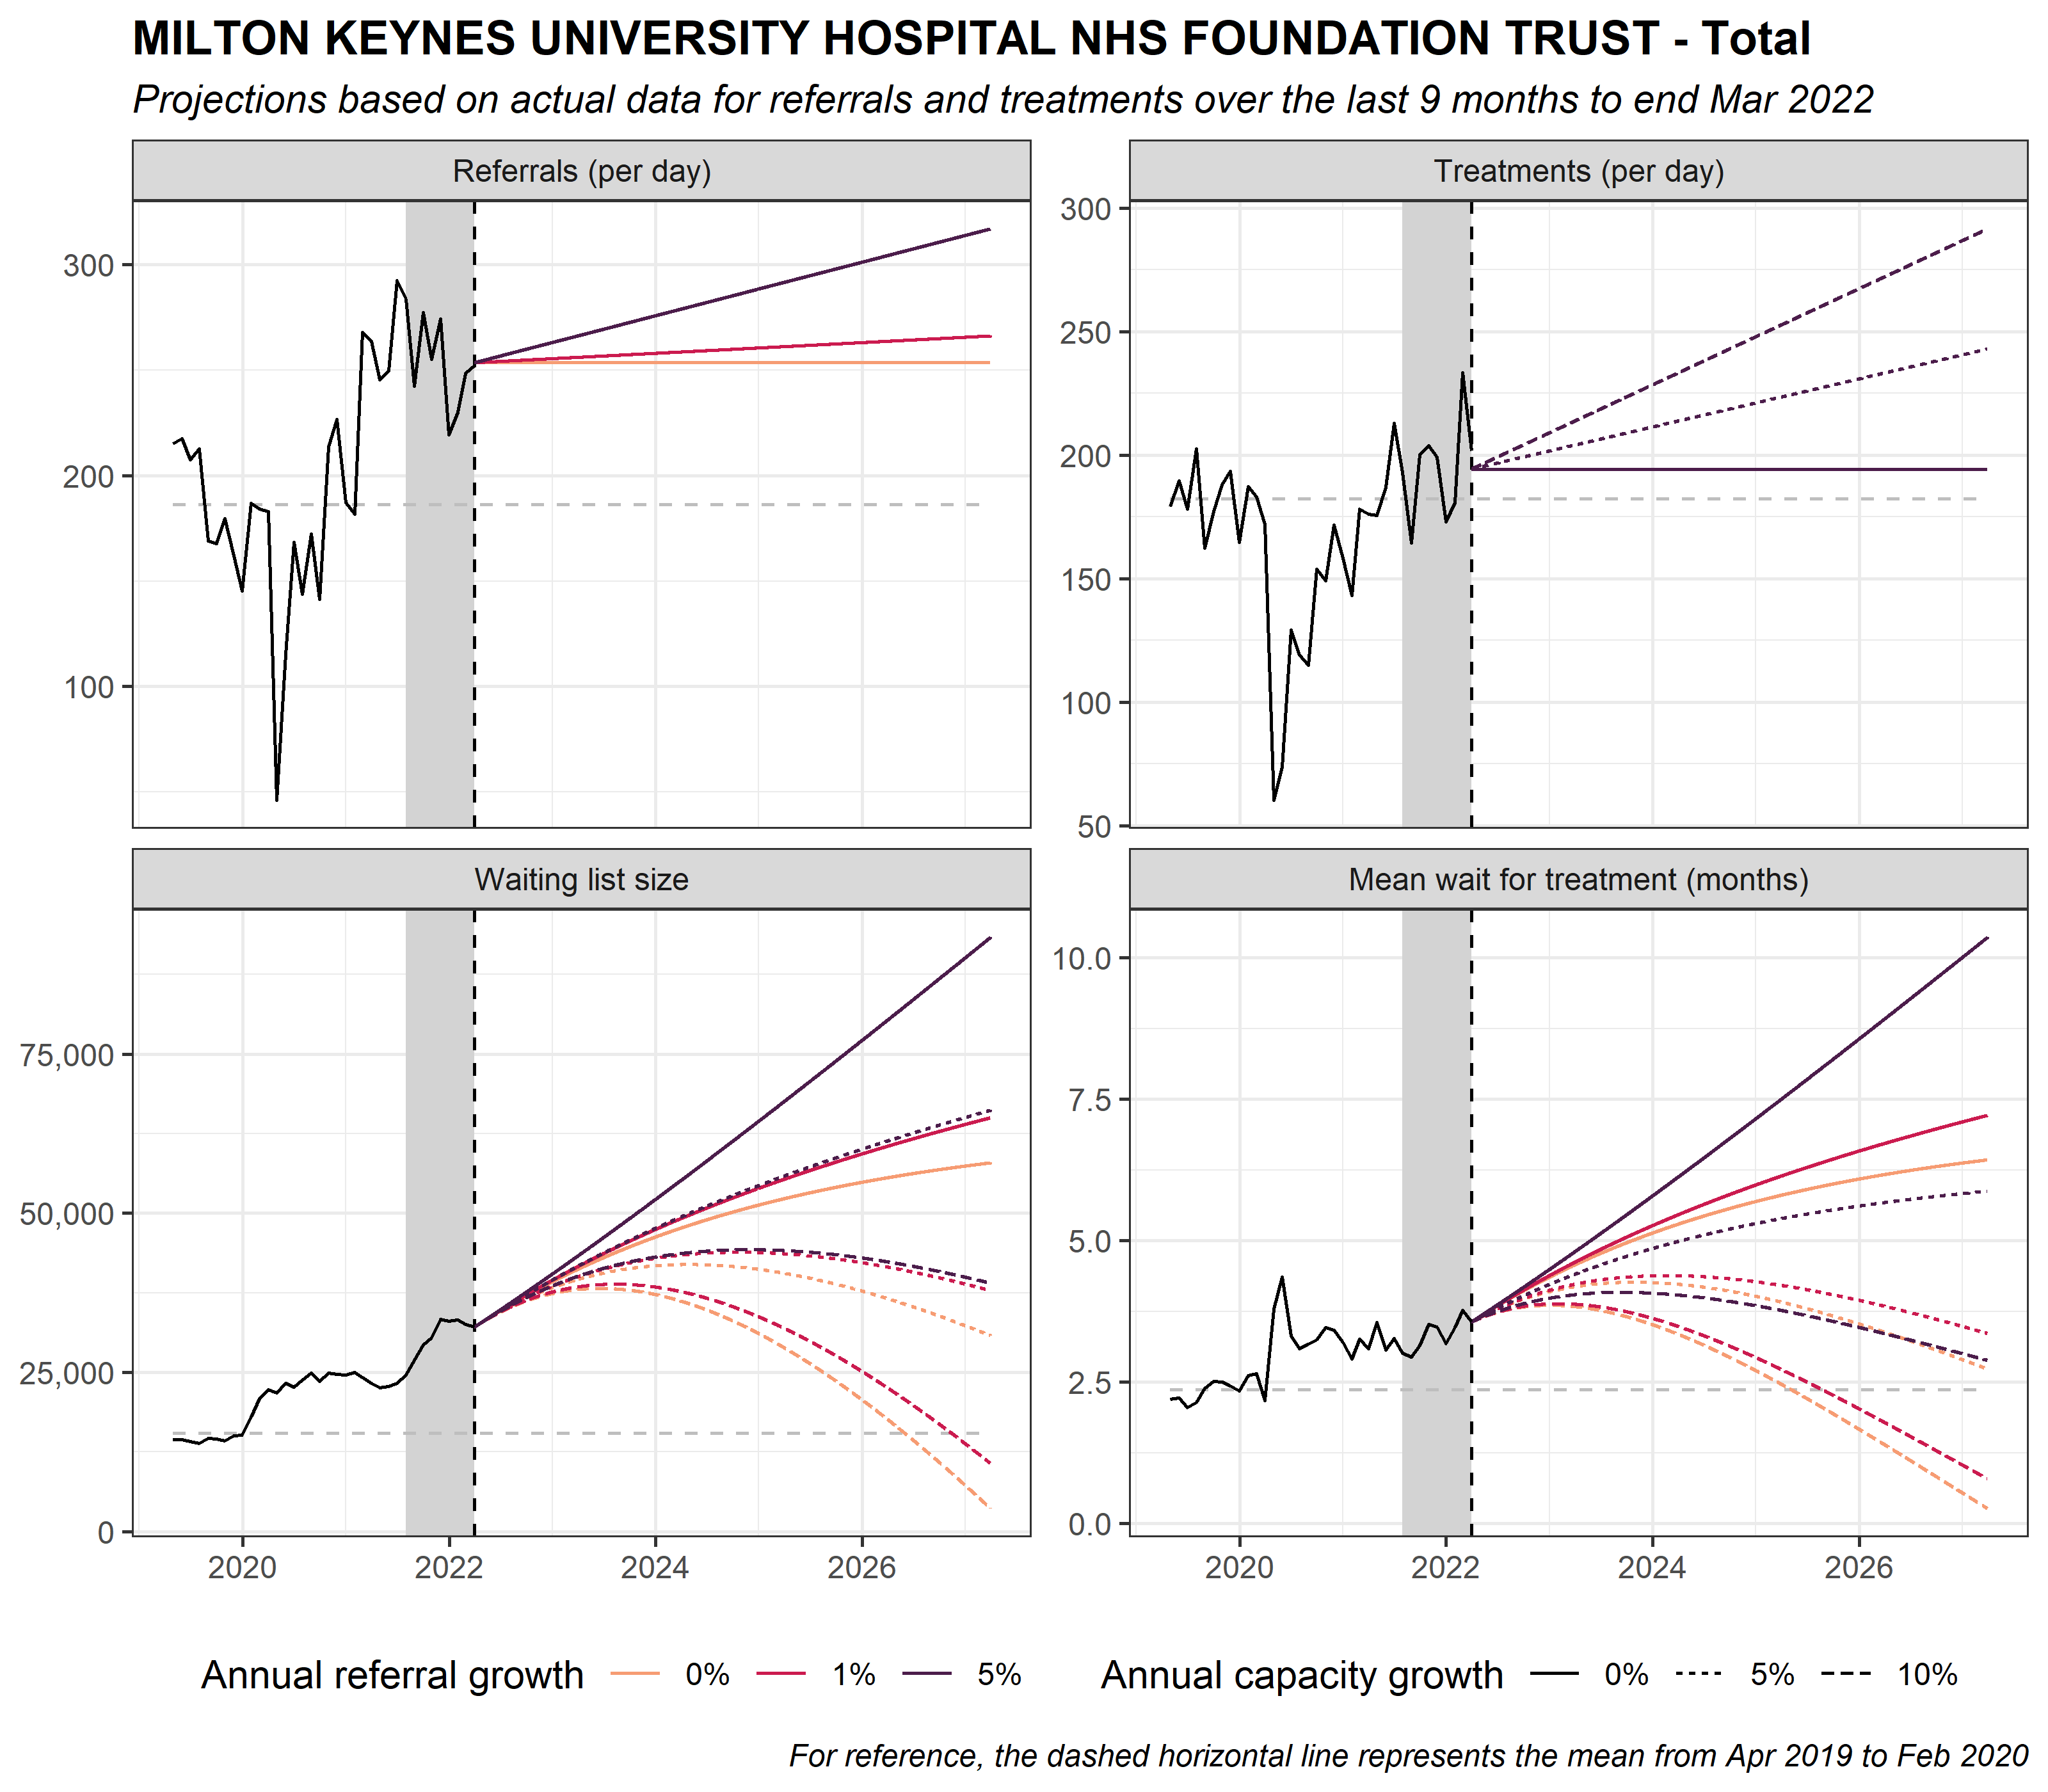 MILTON KEYNES UNIVERSITY HOSPITAL NHS FOUNDATION TRUST - Total
Projections based on actual data for referrals and treatments over the last 9 months to end Mar 2022
Referrals (per day)
300
200
100
Treatments (per day)
300
250
200
150
100
50
Waiting list size
75,000
50,000
25,000
0
2020 2022 2024 2026
Mean wait for treatment (months)
10.0
7.5
5.0
2.5
0.0
2020 2022 2024 2026
Annual referral growth 0% 1% 5%
Annual capacity growth 0% 5% 10%
For reference, the dashed horizontal line represents the mean from Apr 2019 to Feb 2020